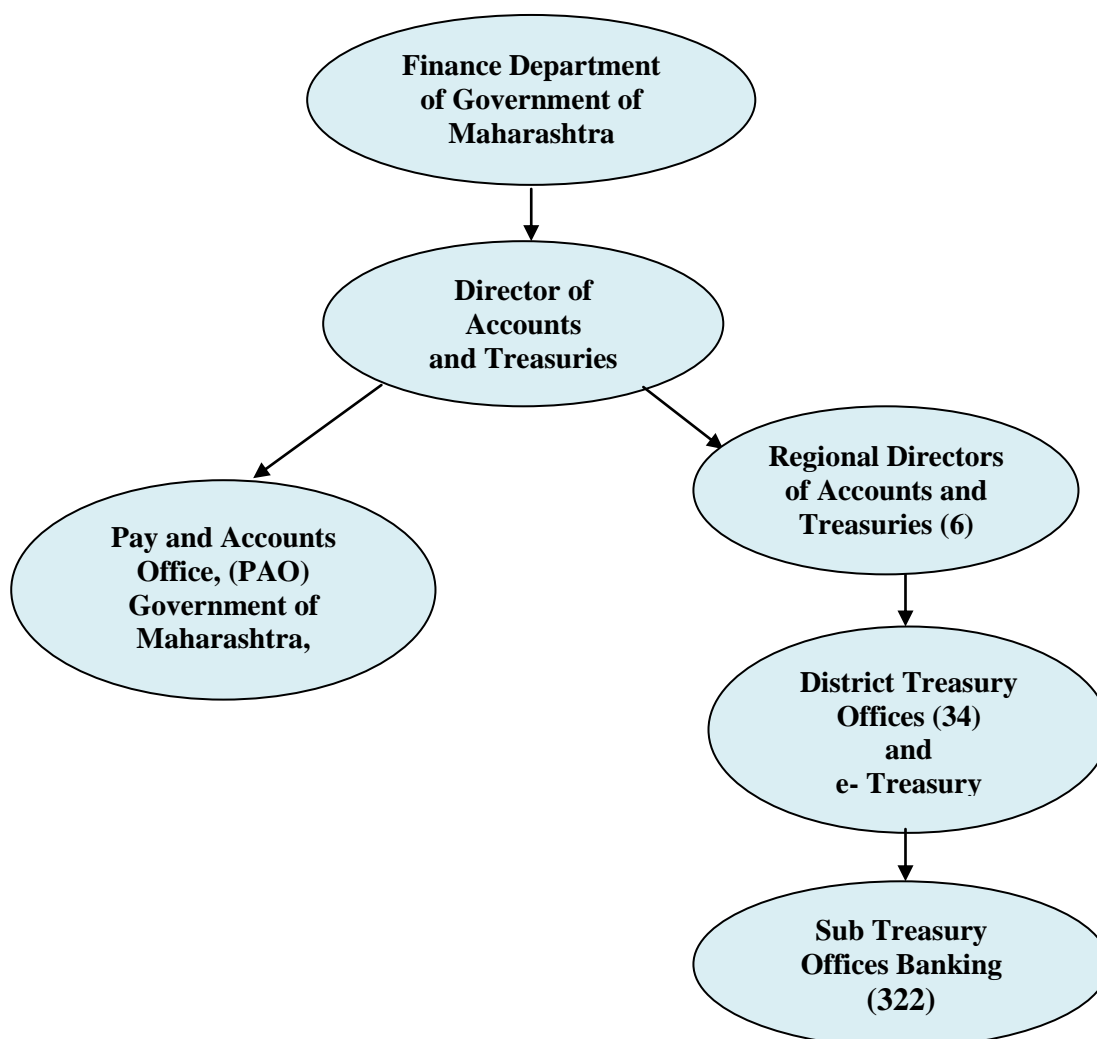 Finance Department
of Government of
Maharashtra
Director of
Accounts
and Treasuries
Regional Directors
of Accounts and
Treasuries (6)
Pay and Accounts
Office, (PAO)
Government of
Maharashtra,
District Treasury
Offices (34)
and
e- Treasury
Sub Treasury
Offices Banking
(322)